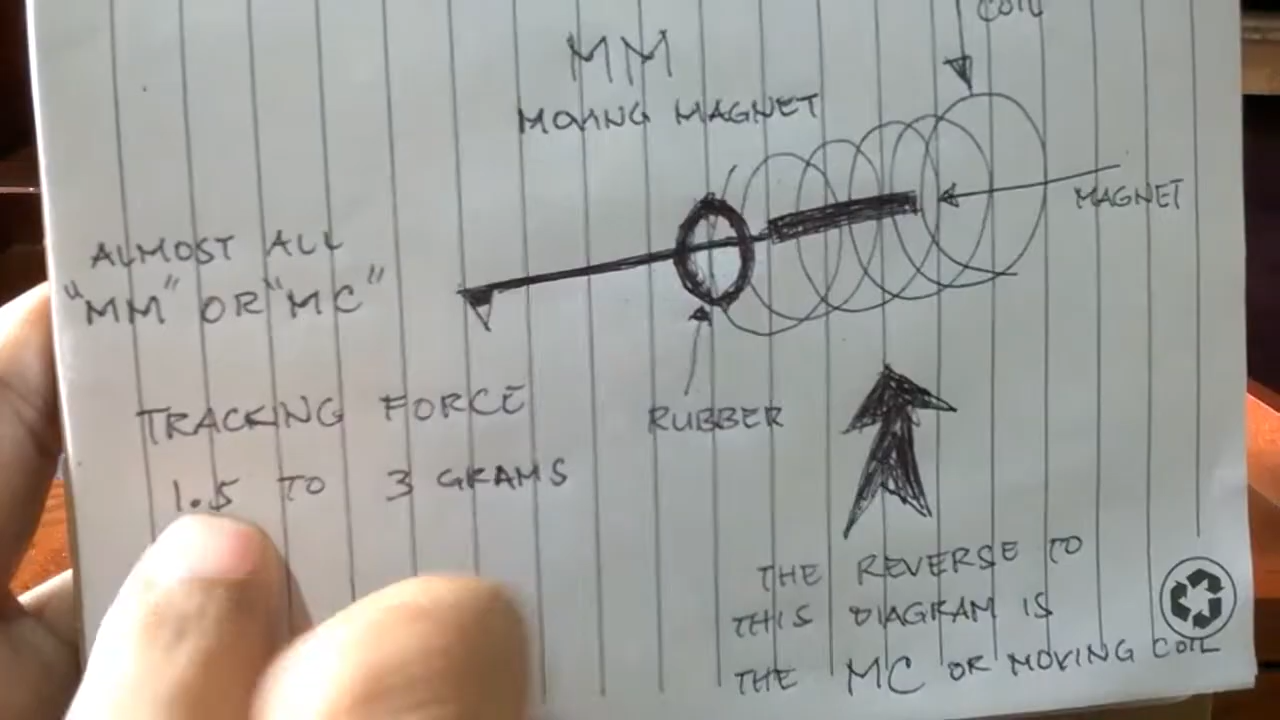 COIL
MM
MOVING MAGNET
MAGNET
ALMOST ALL
"MM" OR "MC"
TRACKING FORCE
1.5 TO 3 GRAMS
RUBBER
THE REVERSE TO
THIS DIAGRAM IS
THE MC OR MOVING COIL